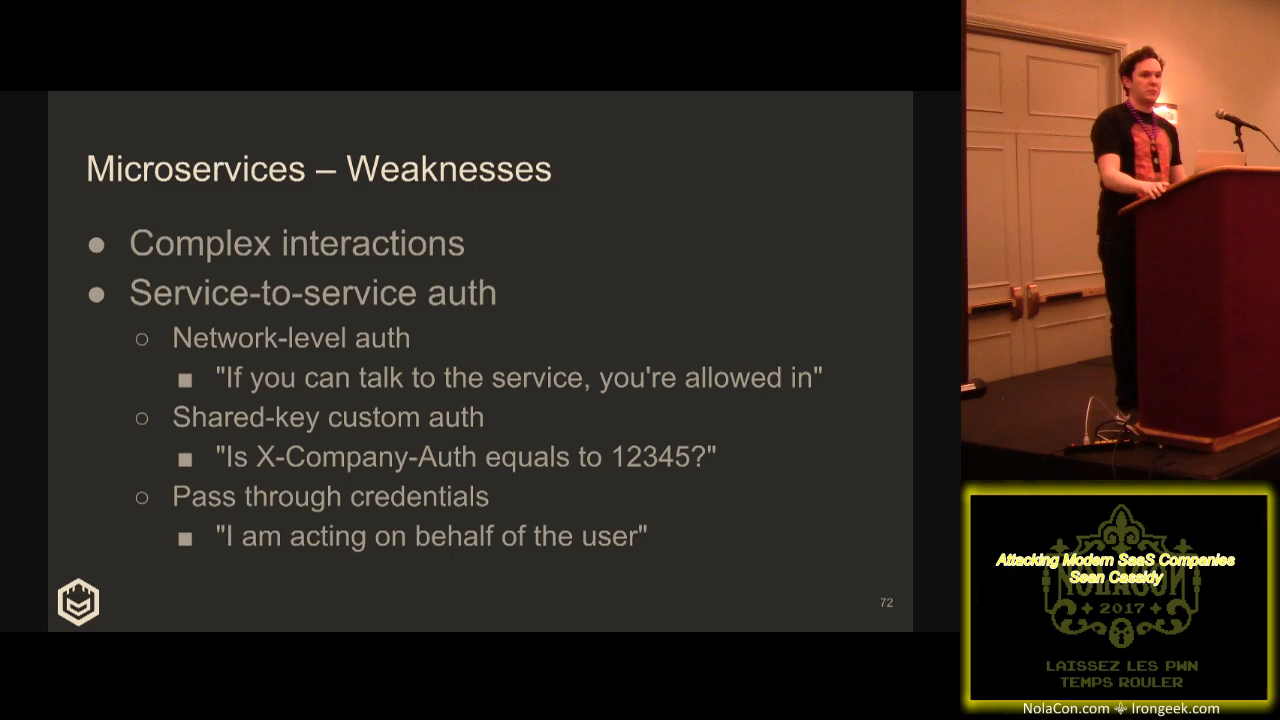 Microservices – Weaknesses
● Complex interactions
● Service-to-service auth
○ Network-level auth
■ "If you can talk to the service, you're allowed in"
○ Shared-key custom auth
■ "Is X-Company-Auth equals to 12345?"
○ Pass through credentials
■ "I am acting on behalf of the user"
72
Attacking Modern SaaS Companies
Sean Cassidy
NOLACON
2017
LAISSEZ LES PWN
TEMPS ROULER
NolaCon.com ⚜ Irongeek.com